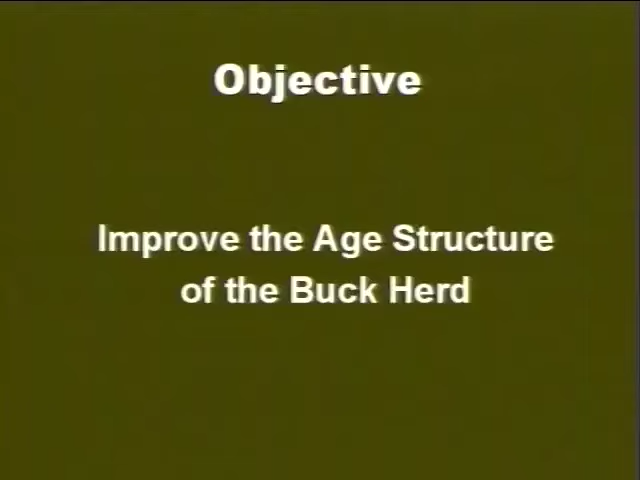 Objective
Improve the Age Structure
of the Buck Herd